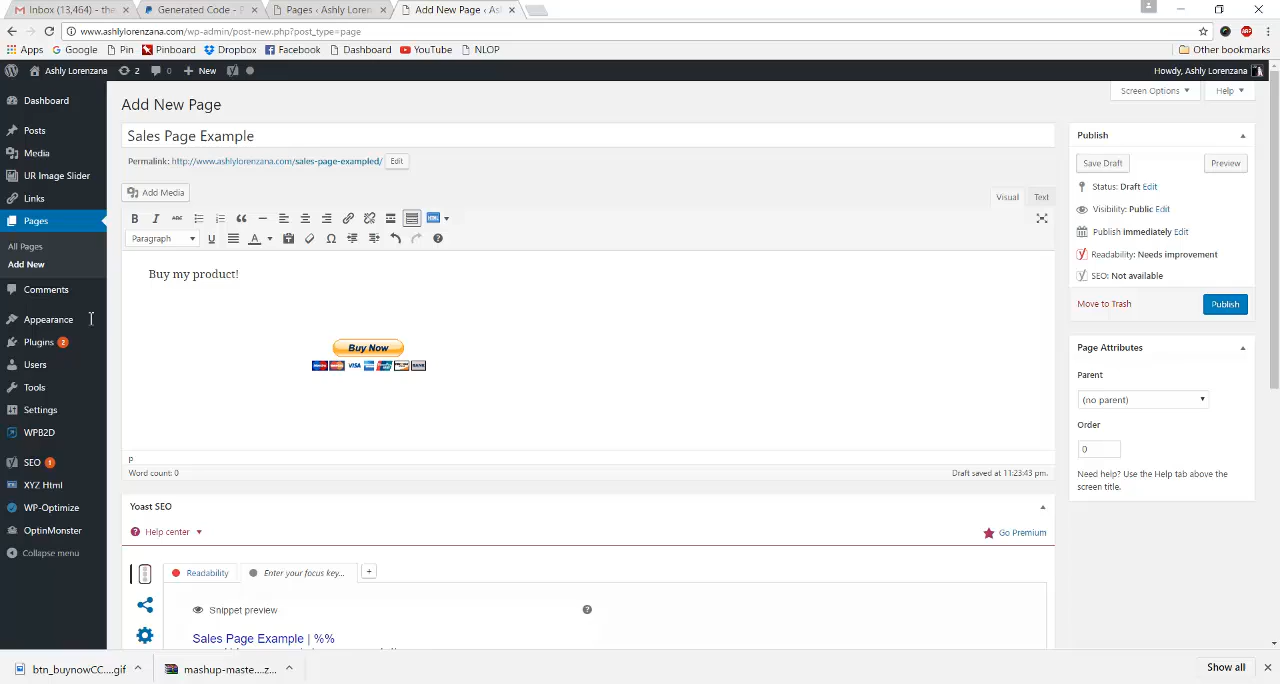 Inbox (13,464) - the
Generated Code - P
Pages ‹ Ashly Loren
Add New Page ‹ As
www.ashlylorenzana.com/wp-admin/post-new.php?post_type=page
Apps Google Pin Pinboard Dropbox Facebook Dashboard YouTube NLOP Other bookmarks
Ashly Lorenzana 2 0 New Howdy, Ashly Lorenzana
Dashboard
Posts
Media
UR Image Slider
Links
Pages
All Pages
Add New
Comments
Appearance
Plugins 2
Users
Tools
Settings
WPB2D
SEO 1
XYZ Html
WP-Optimize
OptinMonster
Collapse menu
Screen Options Help
Add New Page
Sales Page Example
Permalink: http://www.ashlylorenzana.com/sales-page-exampled/ Edit
Add Media
Visual Text
B I ABC
HTML
Paragraph U A
Buy my product!
Buy Now
VISA
p
Word count: 0
Draft saved at 11:23:43 pm.
Yoast SEO
Help center
Go Premium
Readability
Enter your focus key...
+
Snippet preview
Sales Page Example | %%
Publish
Save Draft Preview
Status: Draft Edit
Visibility: Public Edit
Publish immediately Edit
Readability: Needs improvement
SEO: Not available
Move to Trash Publish
Page Attributes
Parent
(no parent)
Order
0
Need help? Use the Help tab above the
screen title.
btn_buynowCC....gif
mashup-maste....z...
Show all